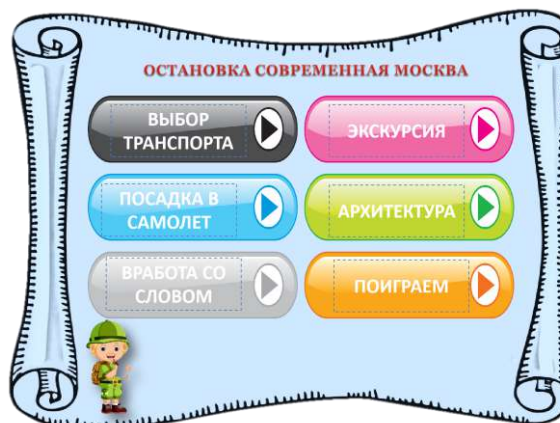 ОСТАНОВКА СОВРЕМЕННАЯ МОСКВА
ВЫБОР
ТРАНСПОРТА
ЭКСКУРСИЯ
ПОСАДКА В
САМОЛЕТ
АРХИТЕКТУРА
ВРАБОТА СО
СЛОВОМ
ПОИГРАЕМ